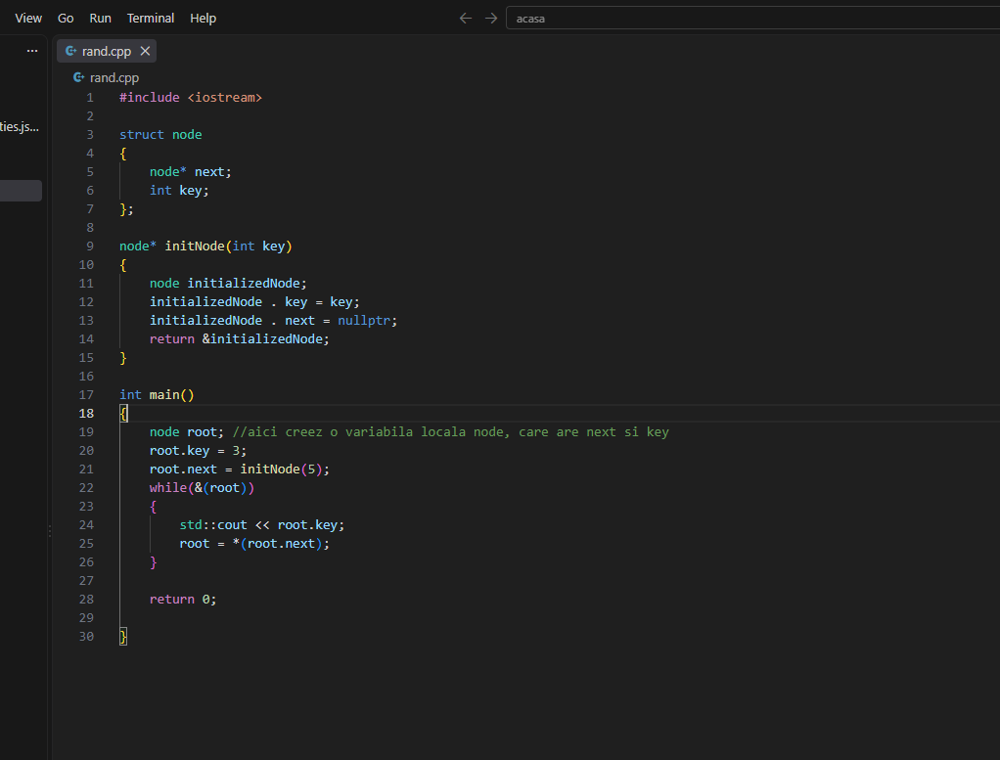 View Go Run Terminal Help ← → acasa
... rand.cpp ×
rand.cpp
ties.js...
1 #include <iostream>
2
3 struct node
4 {
5 node* next;
6 int key;
7 };
8
9 node* initNode(int key)
10 {
11 node initializedNode;
12 initializedNode . key = key;
13 initializedNode . next = nullptr;
14 return &initializedNode;
15 }
16
17 int main()
18 {
19 node root; //aici creez o variabila locala node, care are next si key
20 root.key = 3;
21 root.next = initNode(5);
22 while(&(root))
23 {
24 std::cout << root.key;
25 root = *(root.next);
26 }
27
28 return 0;
29
30 }